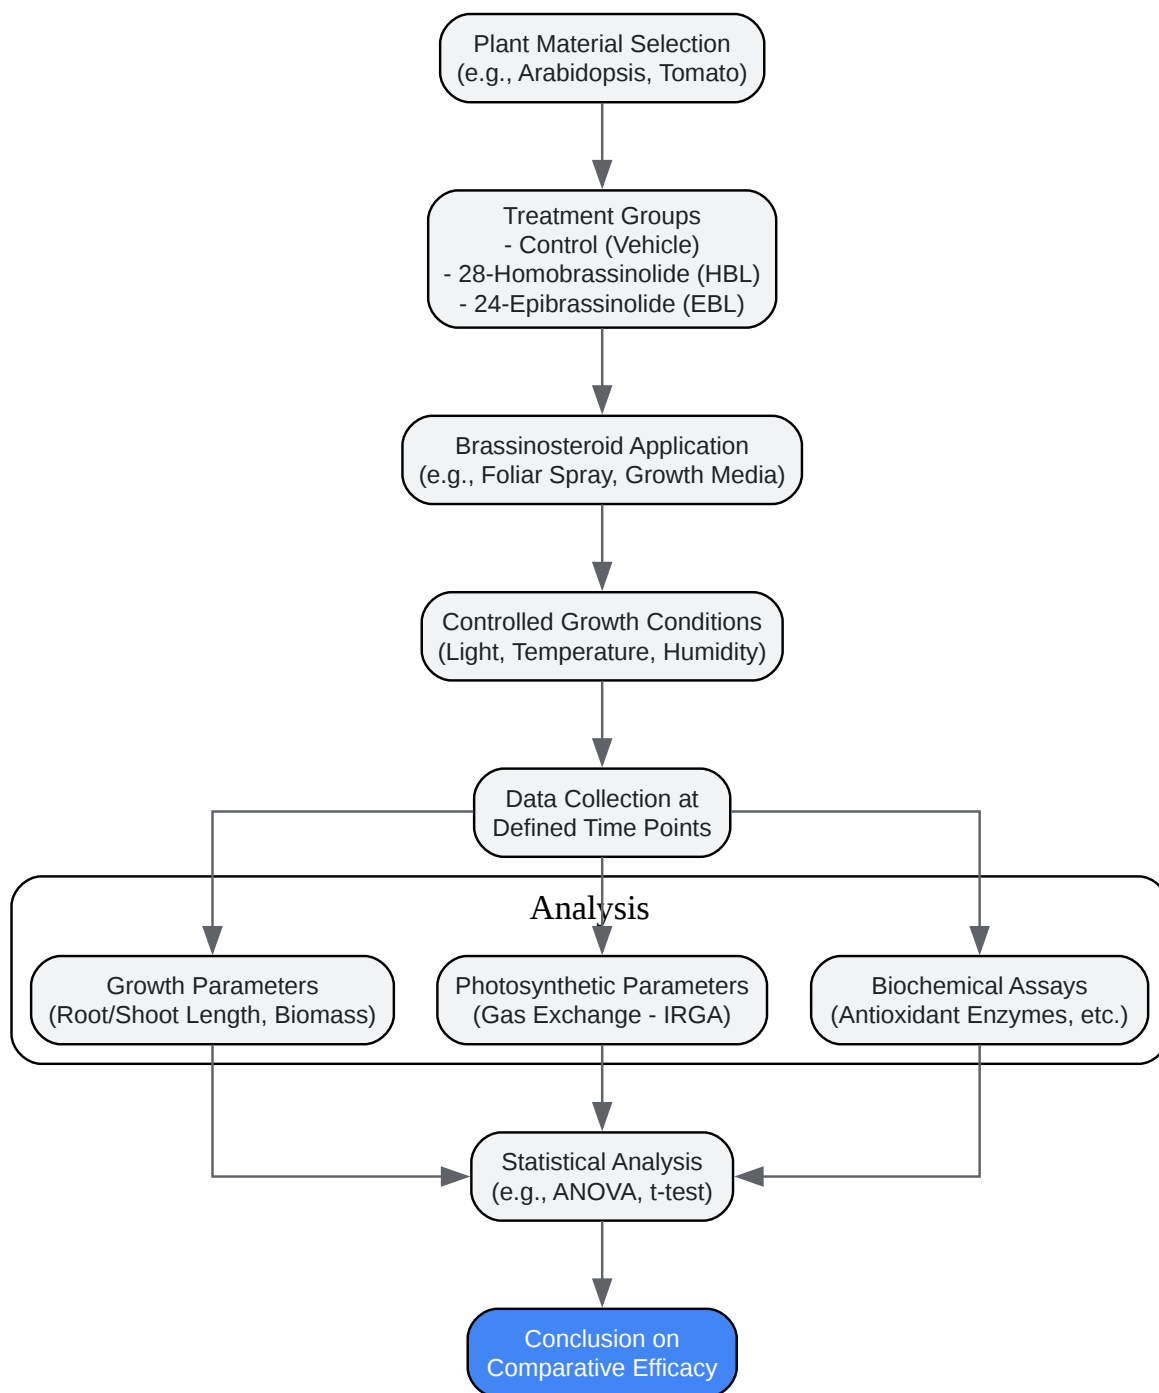 Plant Material Selection
(e.g., Arabidopsis, Tomato)
Treatment Groups
- Control (Vehicle)
- 28-Homobrassinolide (HBL)
- 24-Epibrassinolide (EBL)
Brassinosteroid Application
(e.g., Foliar Spray, Growth Media)
Controlled Growth Conditions
(Light, Temperature, Humidity)
Data Collection at
Defined Time Points
Analysis
Growth Parameters
(Root/Shoot Length, Biomass)
Photosynthetic Parameters
(Gas Exchange - IRGA)
Biochemical Assays
(Antioxidant Enzymes, etc.)
Statistical Analysis
(e.g., ANOVA, t-test)
Conclusion on
Comparative Efficacy